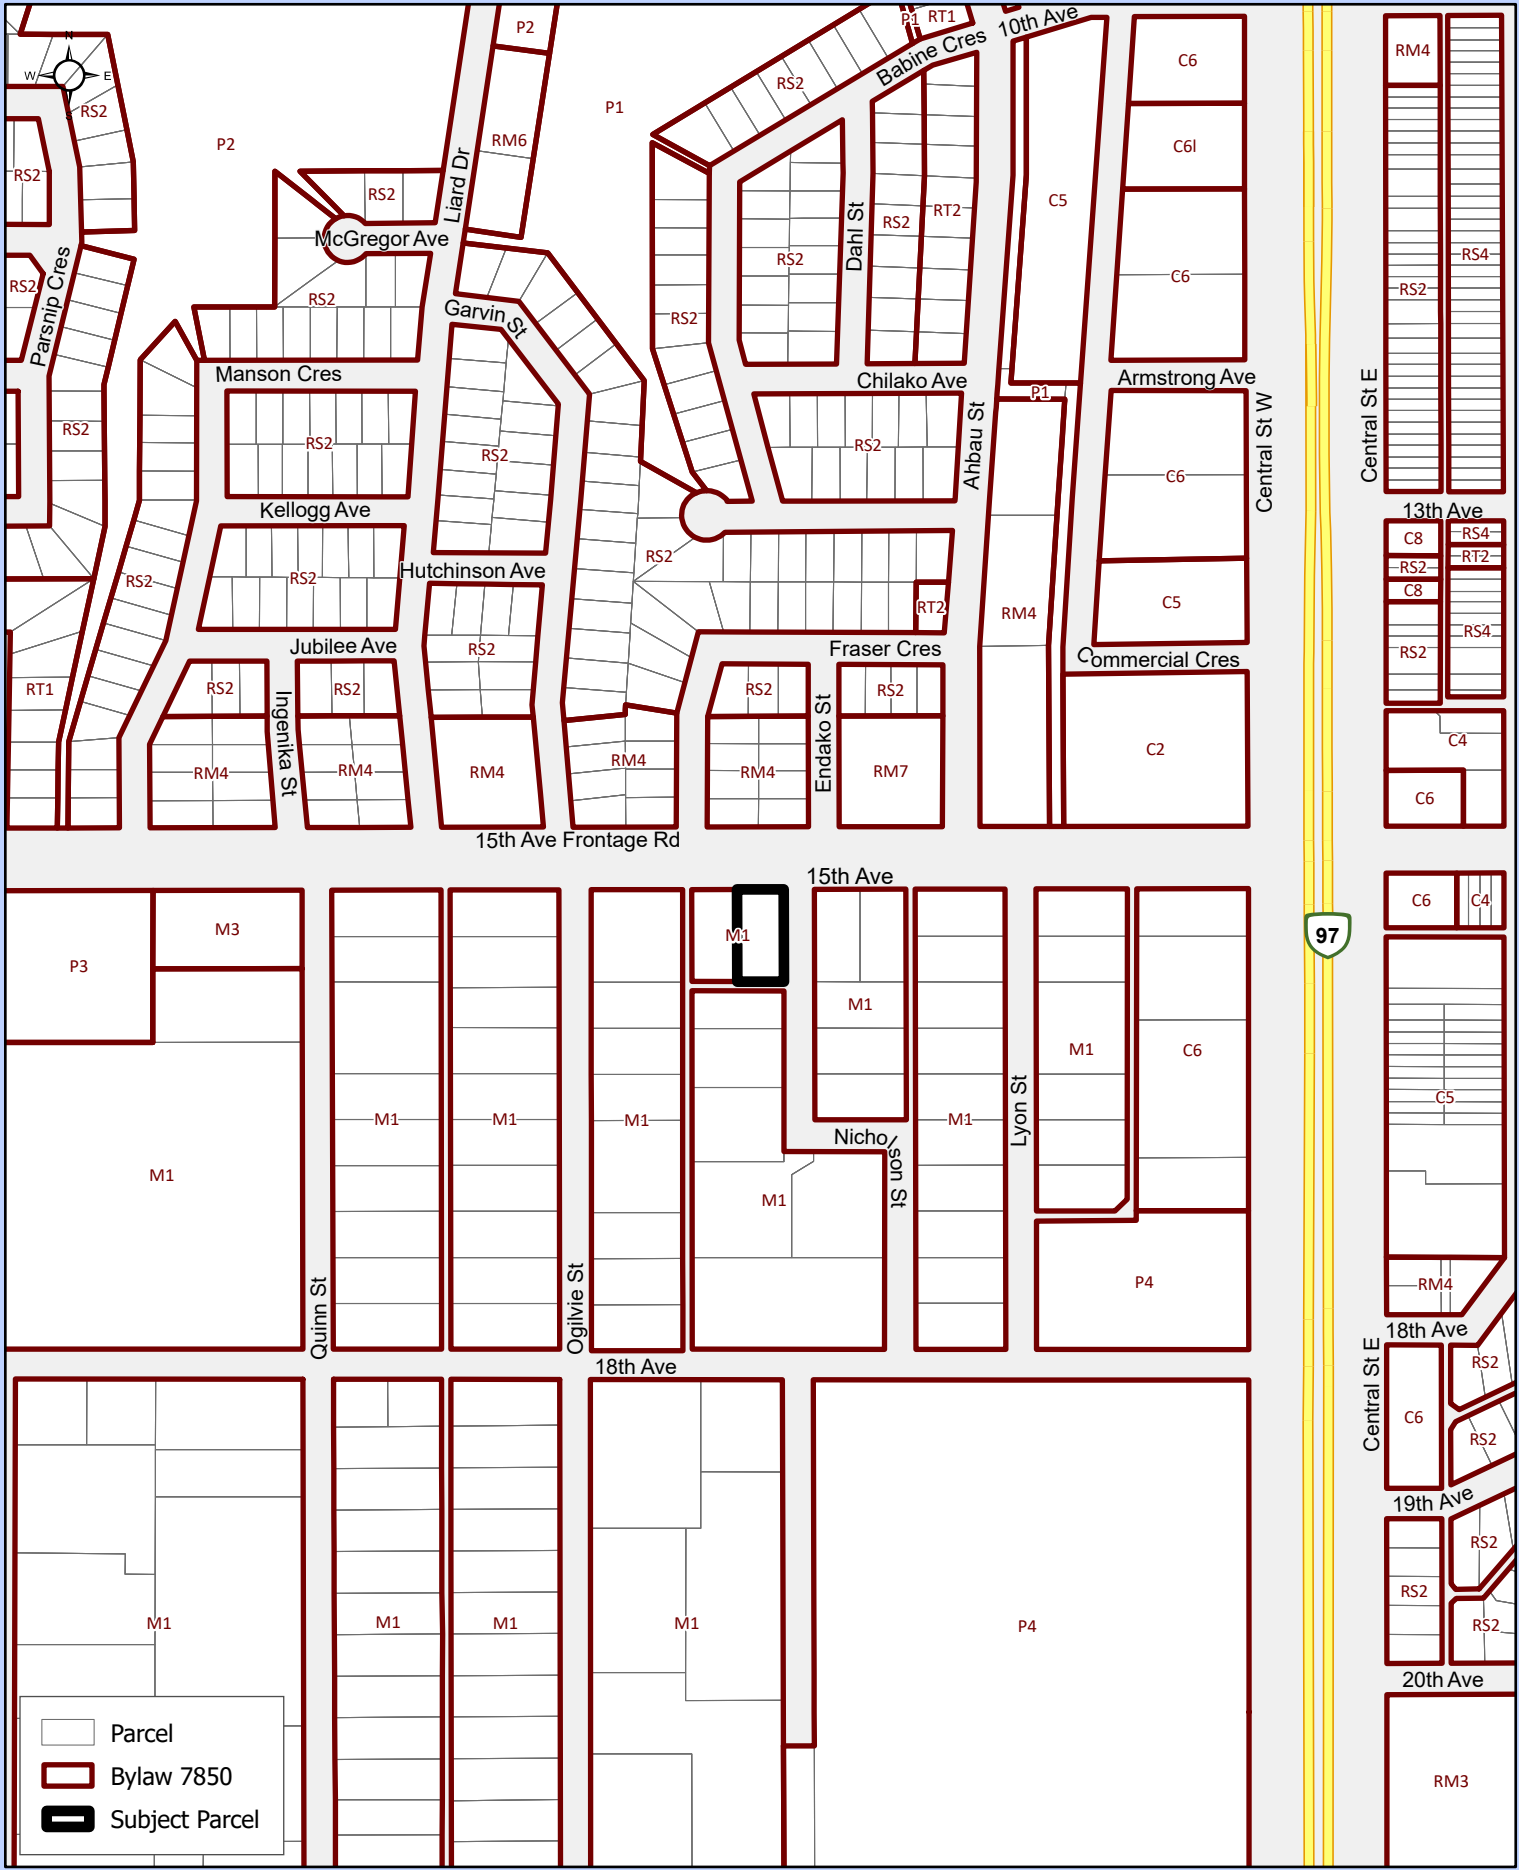 P2
P1
RT1
10th Ave
Babine Cres
C6
RM4
N
W
E
RS2
RS2
P2
RM6
P1
C6l
RS2
RS2
Liard Dr
McGregor Ave
RS2
RT2
Dahl St
C5
RS2
RS4
RS2
Parsnip Cres
RS2
Garvin St
RS2
C6
RS2
Manson Cres
Chilako Ave
P1
Armstrong Ave
RS2
RS2
RS2
RS2
Ahbau St
C6
Central St W
Central St E
Kellogg Ave
13th Ave
C8
RS4
RS2
RT2
C8
RS2
RS2
Hutchinson Ave
RS2
RT2
RM4
C5
RS2
RS4
Jubilee Ave
RS2
Fraser Cres
Commercial Cres
RT1
RS2
Ingenika St
RS2
RS2
Endako St
RS2
RM4
RM4
RM4
RM4
RM4
RM7
C2
C4
C6
15th Ave Frontage Rd
15th Ave
C6
C4
P3
M3
M1
97
M1
M1
C6
M1
M1
M1
M1
M1
Lyon St
C5
Nicholson St
M1
M1
P4
RM4
Quinn St
Ogilvie St
18th Ave
18th Ave
Central St E
RS2
C6
RS2
19th Ave
RS2
RS2
RS2
M1
M1
M1
M1
P4
20th Ave
RM3
Parcel
Bylaw 7850
Subject Parcel